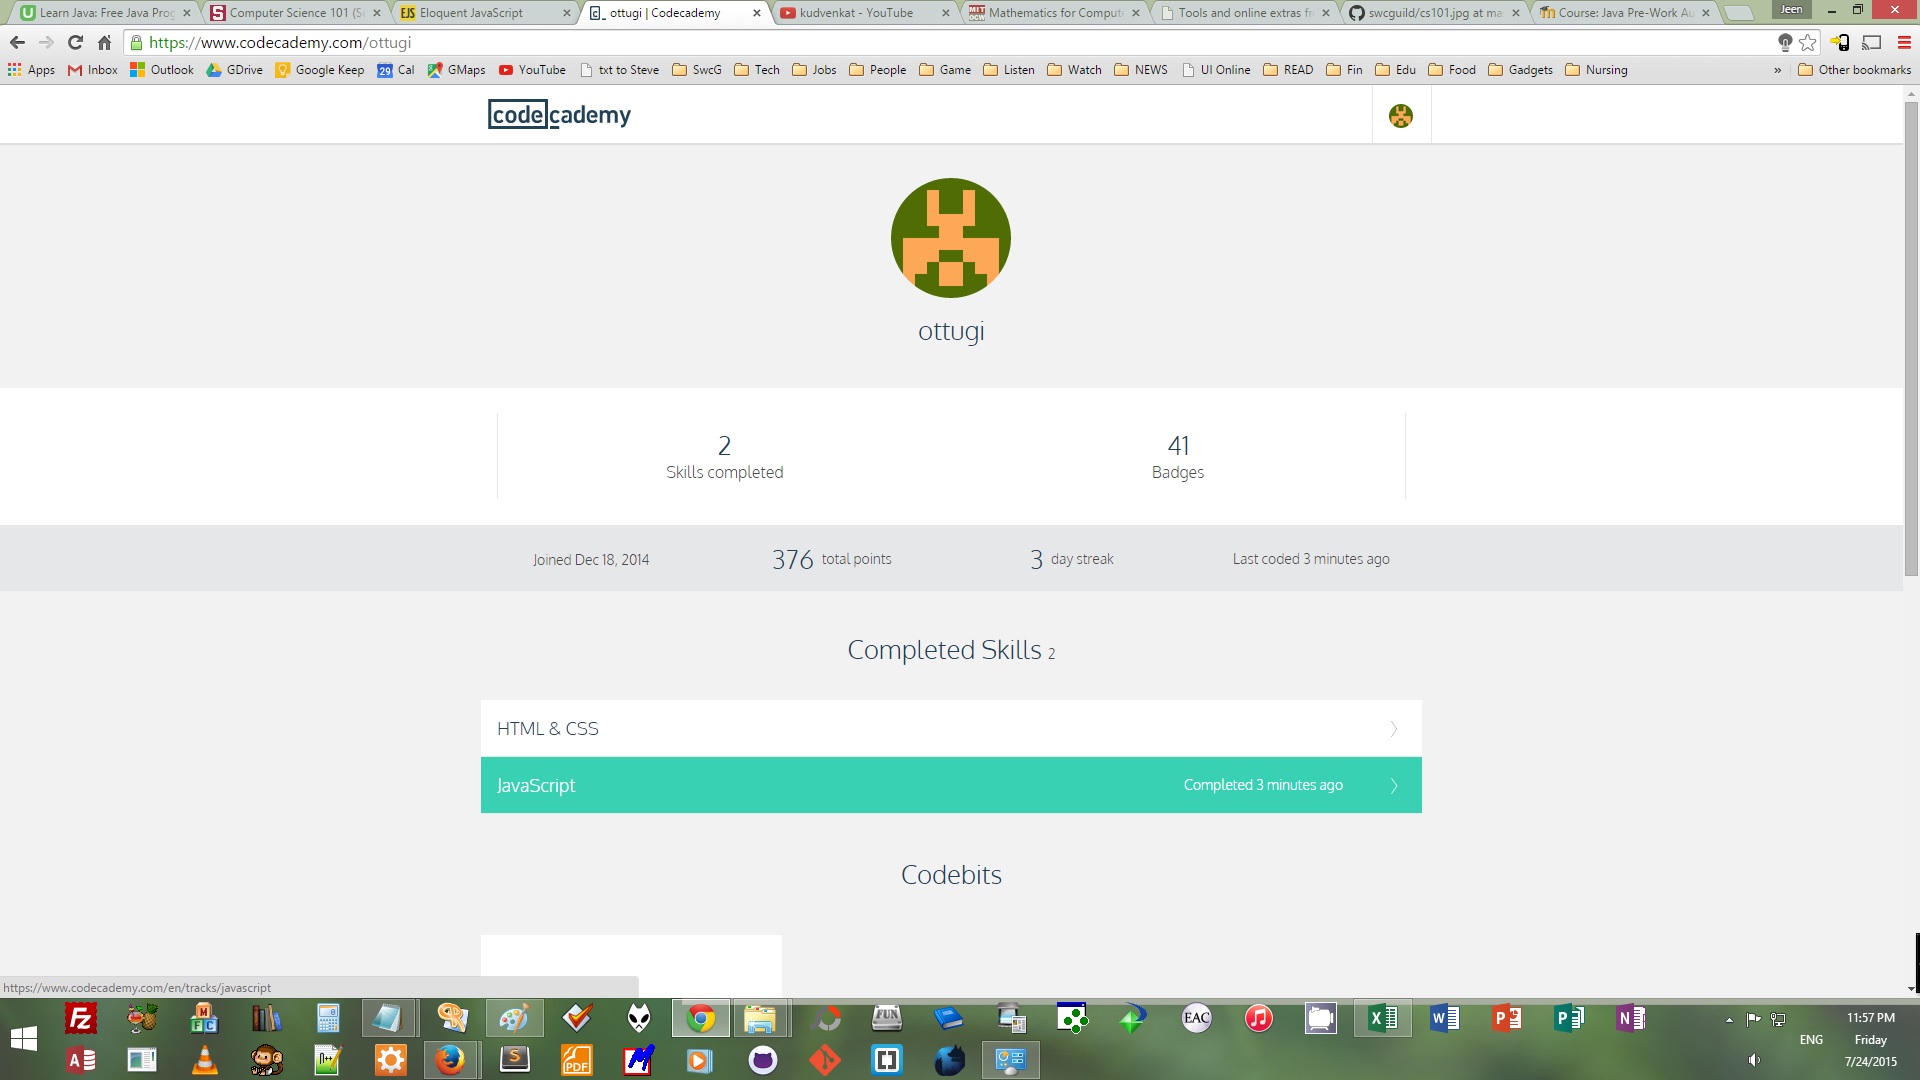 Learn Java: Free Java Prog
Computer Science 101 (S
Eloquent JavaScript
ottugi | Codecademy
kudvenkat - YouTube
Mathematics for Comput
Tools and online extras fr
swcguild/cs101.jpg at ma
Course: Java Pre-Work Au
Jeen
https://www.codecademy.com/ottugi
Apps Inbox Outlook GDrive Google Keep 29 Cal GMaps YouTube txt to Steve SwcG Tech Jobs People Game Listen Watch NEWS UI Online READ Fin Edu Food Gadgets Nursing » Other bookmarks
codecademy
ottugi
2
Skills completed
41
Badges
Joined Dec 18, 2014 376 total points 3 day streak Last coded 3 minutes ago
Completed Skills 2
HTML & CSS
JavaScript Completed 3 minutes ago
Codebits
https://www.codecademy.com/en/tracks/javascript
FUN
EAC
PDF
ENG
11:57 PM
Friday
7/24/2015